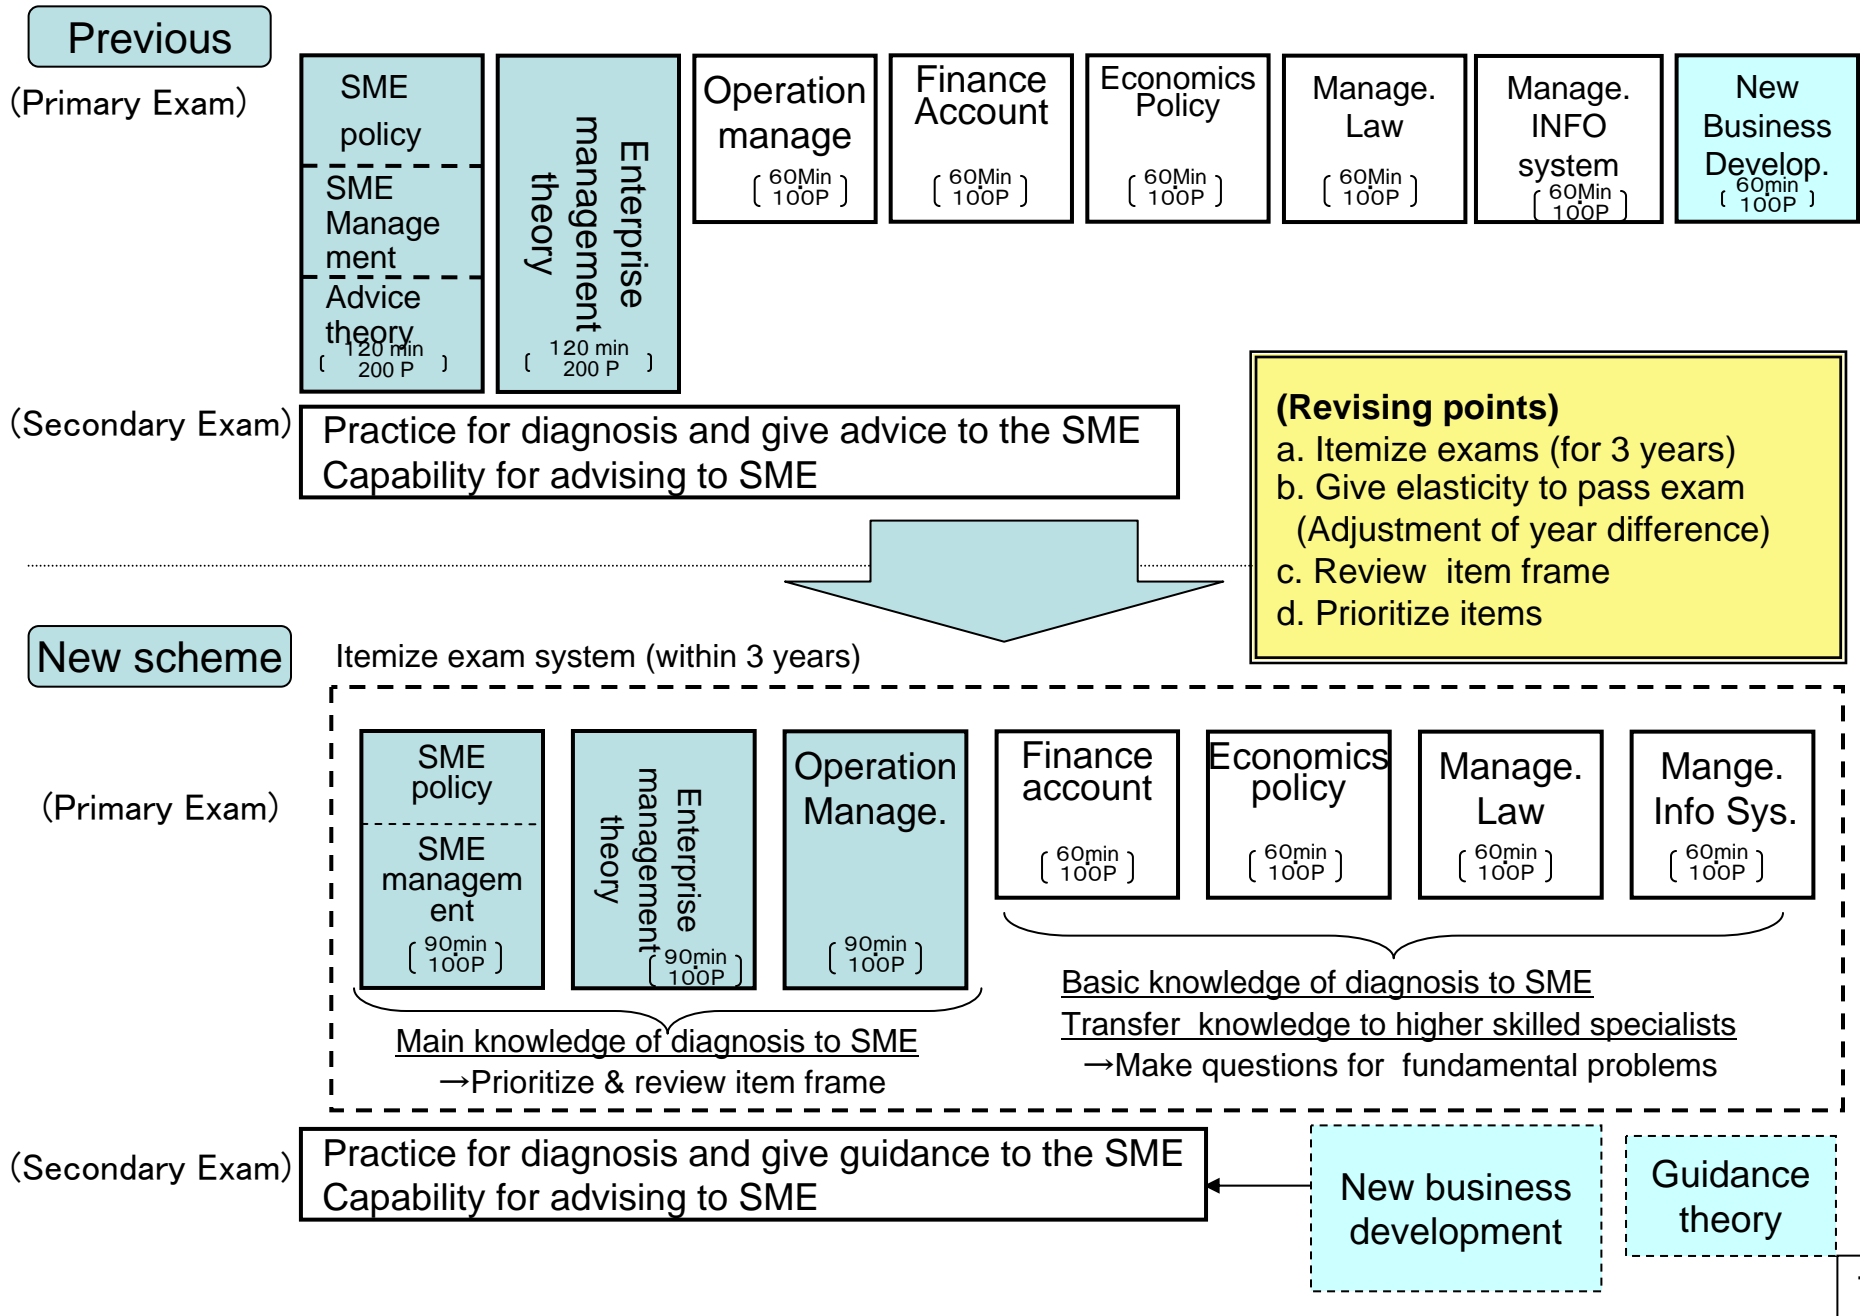 Previous
(Primary Exam)
SME
policy
SME
Manage
ment
Advice
theory
120 min
200 P
Enterprise
management
theory
120 min
200 P
Operation
manage
60Min
100P
Finance
Account
60Min
100P
Economics
Policy
60Min
100P
Manage.
Law
60Min
100P
Manage.
INFO
system
60Min
100P
New
Business
Develop.
60min
100P
(Secondary Exam)
Practice for diagnosis and give advice to the SME
Capability for advising to SME
(Revising points)
a. Itemize exams (for 3 years)
b. Give elasticity to pass exam
(Adjustment of year difference)
c. Review item frame
d. Prioritize items
New scheme
Itemize exam system (within 3 years)
(Primary Exam)
SME
policy
SME
managem
ent
90min
100P
Enterprise
management
theory
90min
100P
Operation
Manage.
90min
100P
Finance
account
60min
100P
Economics
policy
60min
100P
Manage.
Law
60min
100P
Mange.
Info Sys.
60min
100P
Main knowledge of diagnosis to SME
→Prioritize & review item frame
Basic knowledge of diagnosis to SME
Transfer knowledge to higher skilled specialists
→Make questions for fundamental problems
(Secondary Exam)
Practice for diagnosis and give guidance to the SME
Capability for advising to SME
New business
development
Guidance
theory